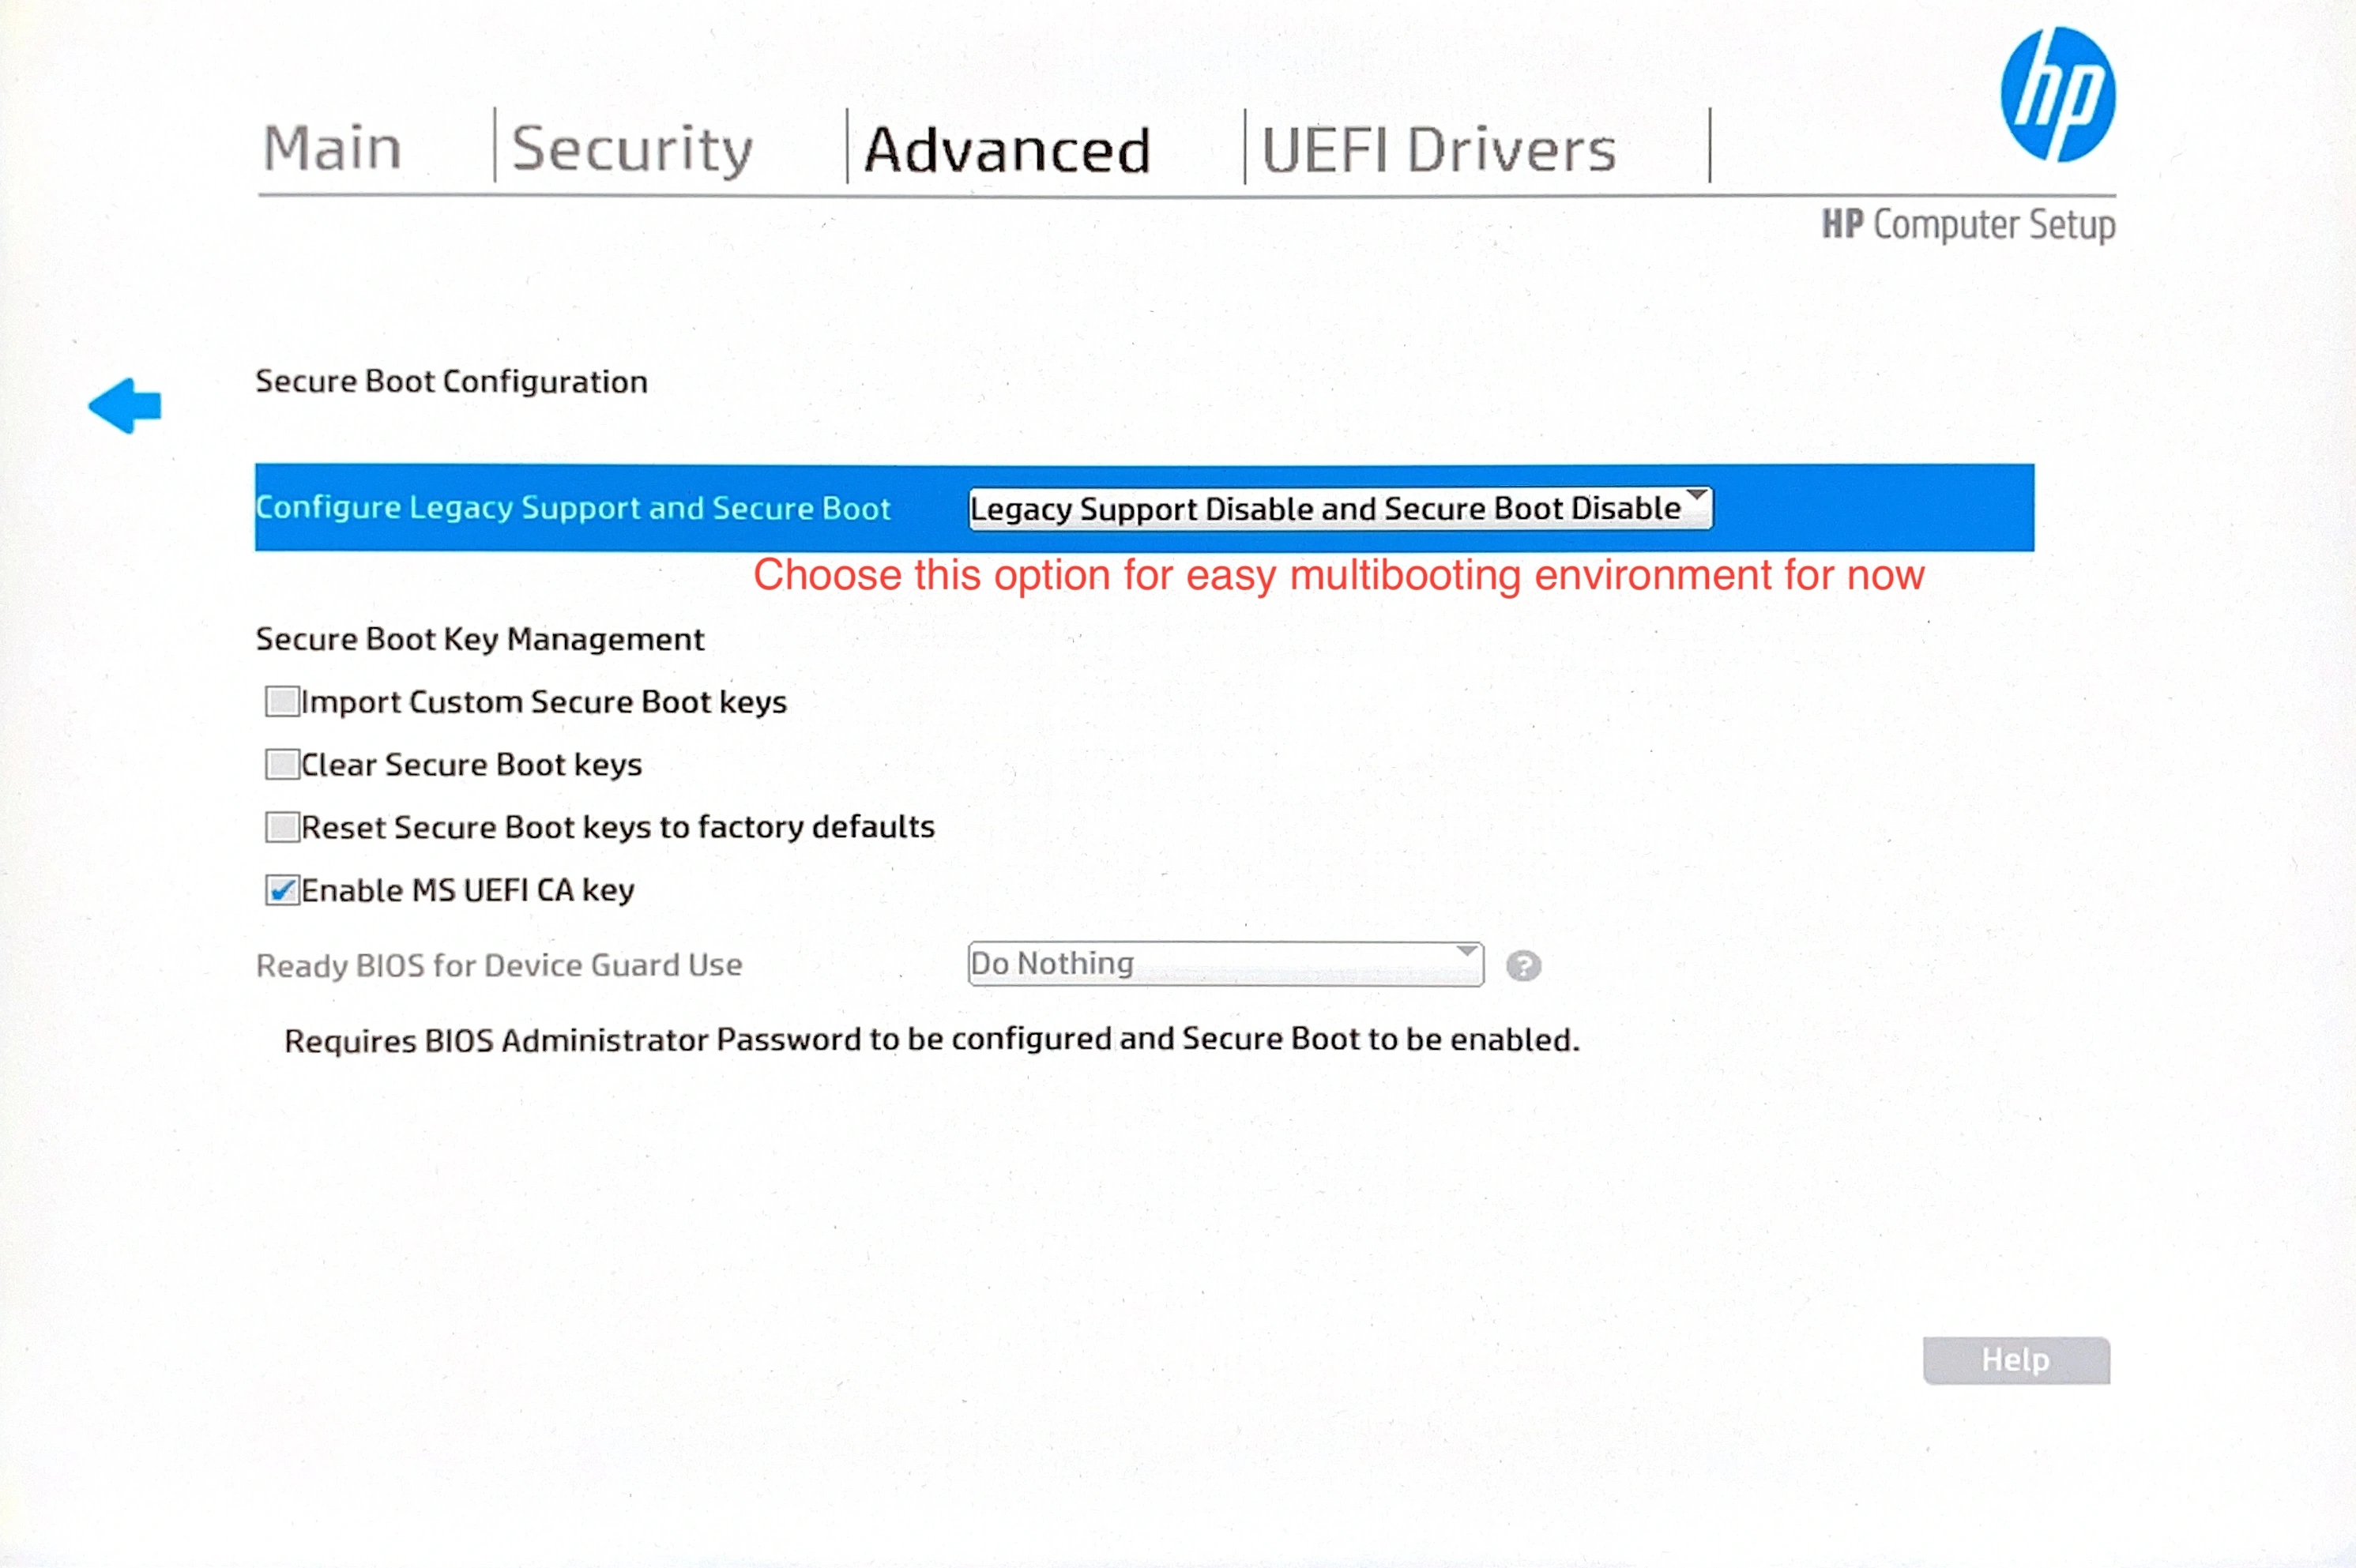 hp
Main
Security
Advanced
UEFI Drivers
HP Computer Setup
Secure Boot Configuration
Configure Legacy Support and Secure Boot
Legacy Support Disable and Secure Boot Disable
Choose this option for easy multibooting environment for now
Secure Boot Key Management
Import Custom Secure Boot keys
Clear Secure Boot keys
Reset Secure Boot keys to factory defaults
Enable MS UEFI CA key
Ready BIOS for Device Guard Use
Do Nothing
?
Requires BIOS Administrator Password to be configured and Secure Boot to be enabled.
Help